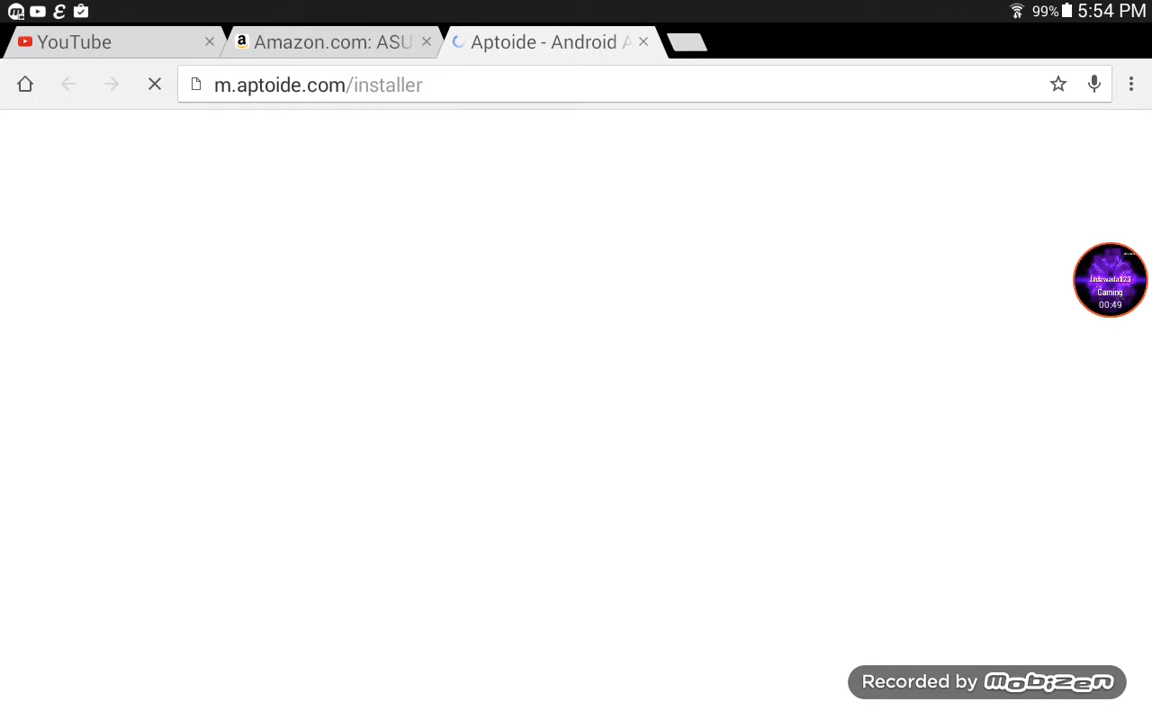 99% 5:54 PM
YouTube
Amazon.com: ASU
Aptoide - Android A
m.aptoide.com/installer
Gaming
00:49
Recorded by mobizen